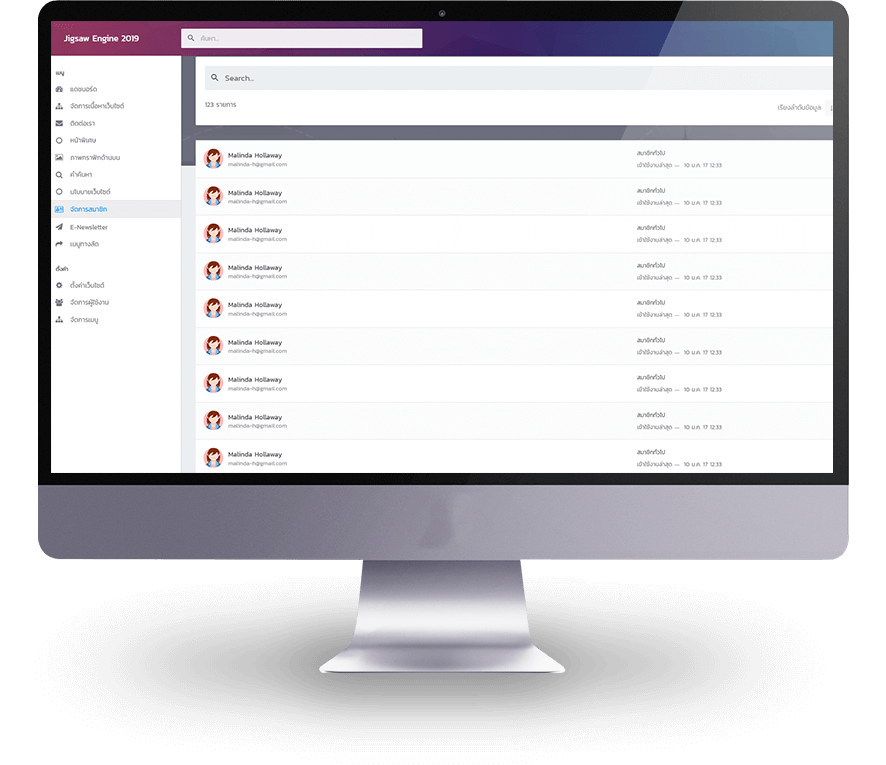 Jigsaw Engine 2019
ค้นหา...
เมนู
แดชบอร์ด
จัดการเนื้อหาเว็บไซต์
ติดต่อเรา
หน้าพิเศษ
ภาพกราฟิกด้านบน
คำค้นหา
นโยบายเว็บไซต์
จัดการสมาชิก
E-Newsletter
เมนูทางลัด
ตั้งค่า
ตั้งค่าเว็บไซต์
จัดการผู้ใช้งาน
จัดการเมนู
Search...
123 รายการ
เรียงลำดับข้อมูล
Malinda Hollaway สมาชิกทั่วไป
malinda-h@gmail.com เข้าใช้งานล่าสุด — 10 ม.ค. 17 12:33
Malinda Hollaway สมาชิกทั่วไป
malinda-h@gmail.com เข้าใช้งานล่าสุด — 10 ม.ค. 17 12:33
Malinda Hollaway สมาชิกทั่วไป
malinda-h@gmail.com เข้าใช้งานล่าสุด — 10 ม.ค. 17 12:33
Malinda Hollaway สมาชิกทั่วไป
malinda-h@gmail.com เข้าใช้งานล่าสุด — 10 ม.ค. 17 12:33
Malinda Hollaway สมาชิกทั่วไป
malinda-h@gmail.com เข้าใช้งานล่าสุด — 10 ม.ค. 17 12:33
Malinda Hollaway สมาชิกทั่วไป
malinda-h@gmail.com เข้าใช้งานล่าสุด — 10 ม.ค. 17 12:33
Malinda Hollaway สมาชิกทั่วไป
malinda-h@gmail.com เข้าใช้งานล่าสุด — 10 ม.ค. 17 12:33
Malinda Hollaway สมาชิกทั่วไป
malinda-h@gmail.com เข้าใช้งานล่าสุด — 10 ม.ค. 17 12:33
Malinda Hollaway สมาชิกทั่วไป
malinda-h@gmail.com เข้าใช้งานล่าสุด — 10 ม.ค. 17 12:33